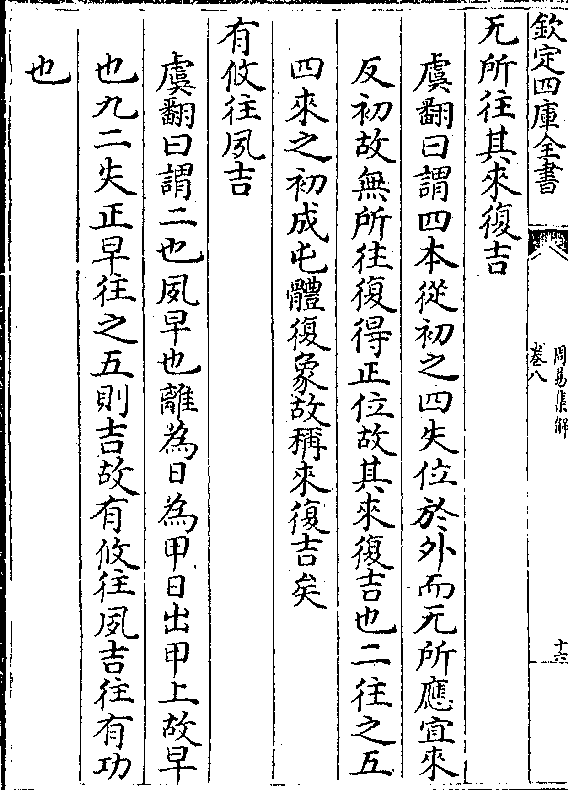 欽定四庫全書
周易集解
卷八
十六
无所往其來復吉
虞翻曰謂四本從初之四失位於外而无所應宜來
反初故無所往復得正位故其來復吉也二往之五
四來之初成屯體復象故稱來復吉矣
有攸往夙吉
虞翻曰謂二也夙早也離為日為甲日出甲上故早
也九二失正早往之五則吉故有攸往夙吉往有功
也